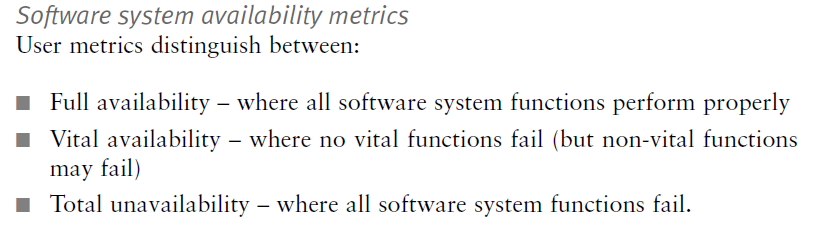 Software system availability metrics
User metrics distinguish between:
■ Full availability – where all software system functions perform properly
■ Vital availability – where no vital functions fail (but non-vital functions
may fail)
■ Total unavailability – where all software system functions fail.